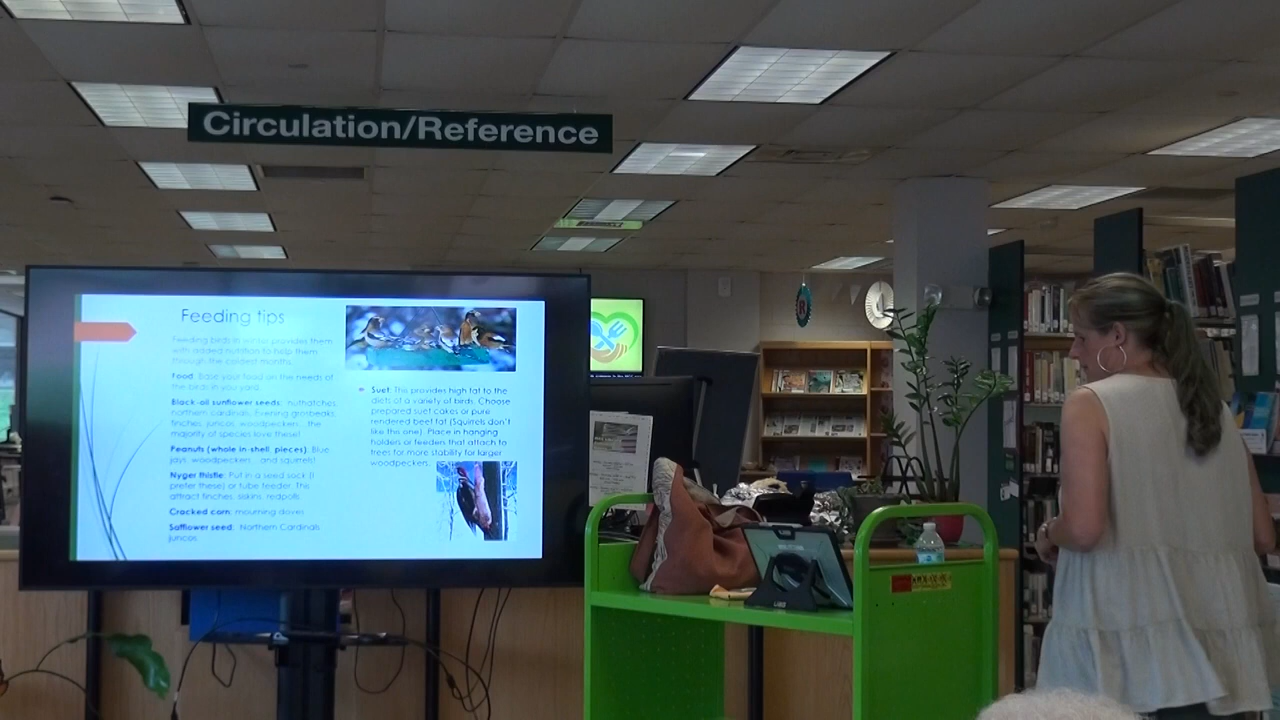 Circulation/Reference
Feeding tips
Feeding birds in winter provides them
with added nutrition to help them
through the coldest months.
Food: Base your food on the needs of
the birds in you yard.
Black-oil sunflower seeds: nuthatches
northern cardinals, Evening grosbeaks,
finches, juncos, woodpeckers...the
majority of species love these!
Peanuts (whole in-shell, pieces): Blue
jays, woodpeckers...and squirrels!
Nyger thistle: Put in a seed sock (I
prefer these) or tube feeder. This
attract finches, siskins, redpolls
Cracked corn: mourning doves
Safflower seed: Northern Cardinals
juncos
Suet: This provides high fat to the
diets of a variety of birds. Choose
prepared suet cakes or pure
rendered beef fat (Squirrels don't
like this one). Place in hanging
holders or feeders that attach to
trees for more stability for larger
woodpeckers.